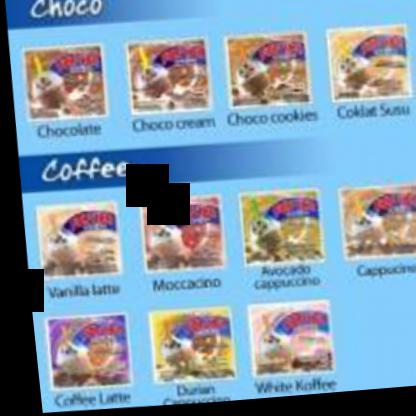 Choco
Chocolate
Choco cream
Choco cookies
Coklat Susu
Coffee
Vanilla latte
Moccacino
Avocado
cappuccino
Cappucino
Coffee Latte
Durian
Cappuccino
White Koffee